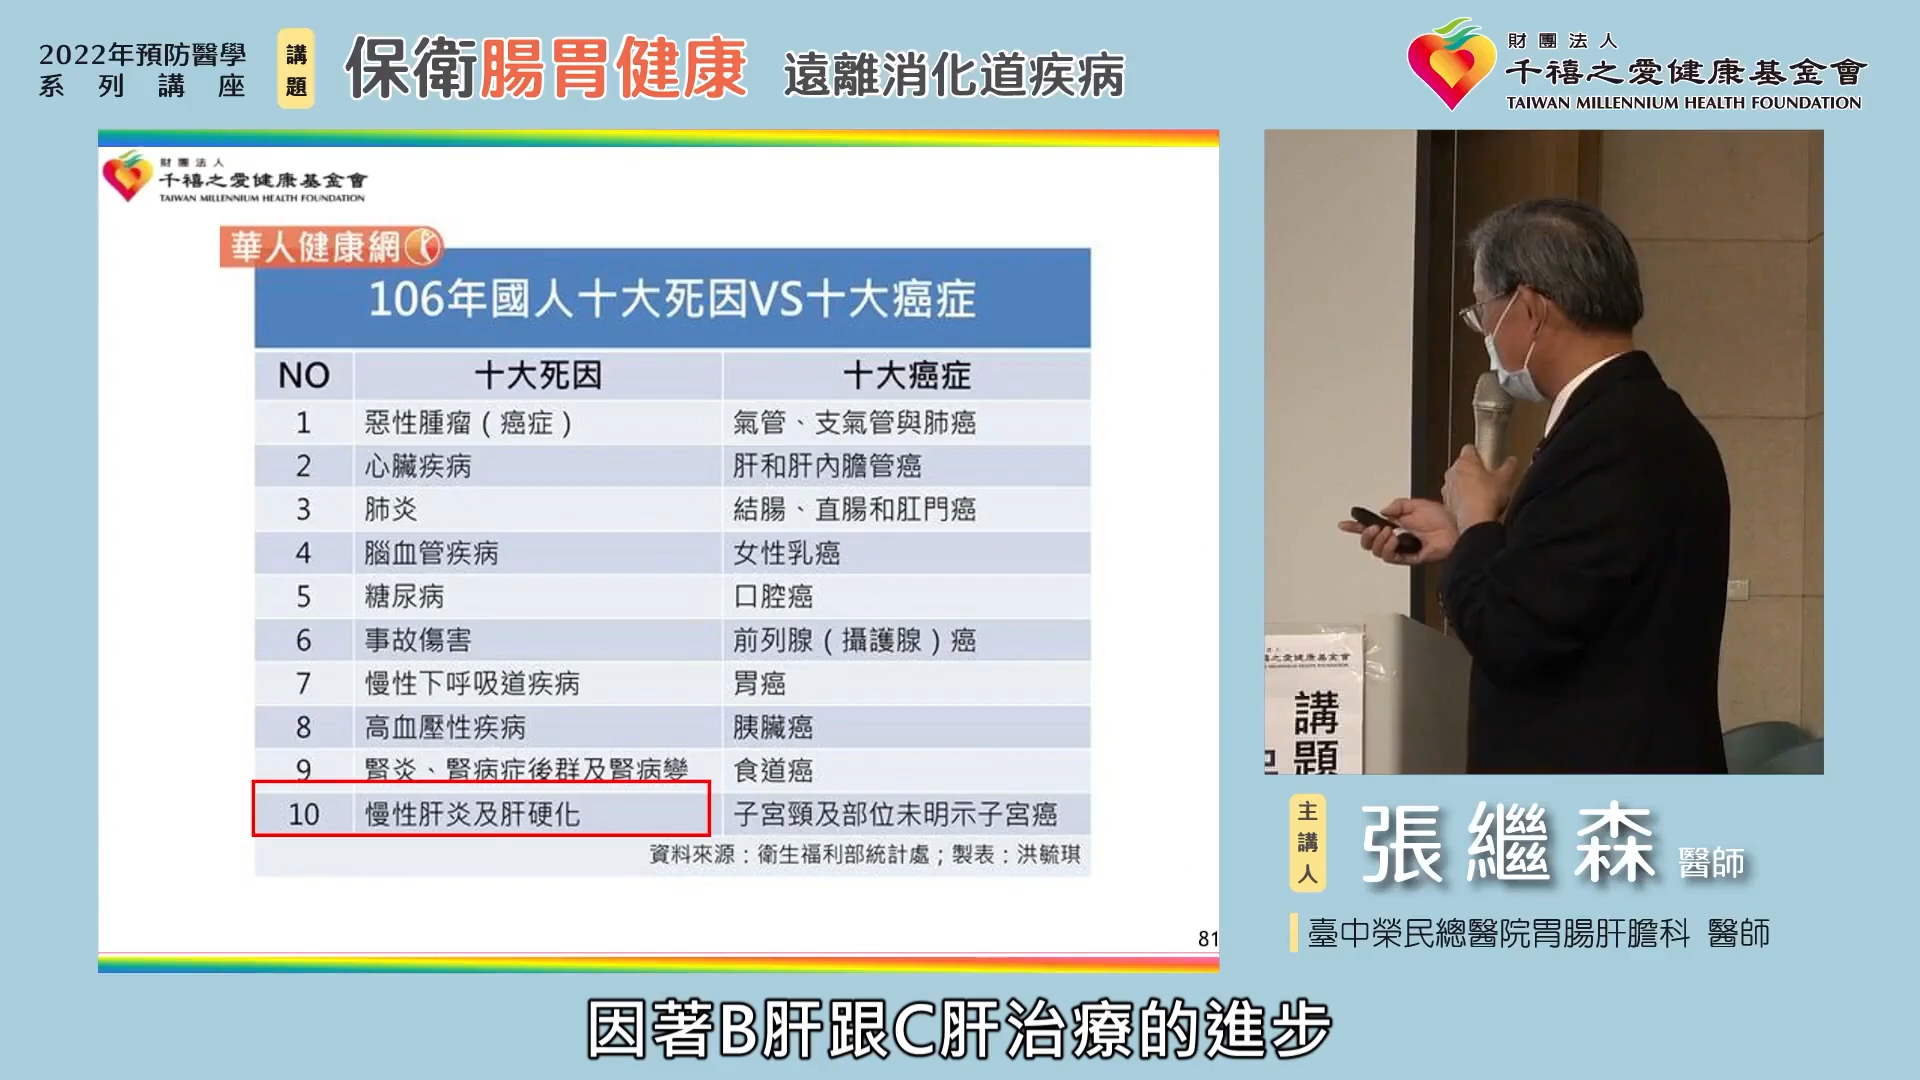 2022年預防醫學
系列講座
講題
保衛腸胃健康 遠離消化道疾病
財團法人
千禧之愛健康基金會
TAIWAN MILLENNIUM HEALTH FOUNDATION
財團法人
千禧之愛健康基金會
TAIWAN MILLENNIUM HEALTH FOUNDATION
華人健康網
106年國人十大死因VS十大癌症
NO 十大死因 十大癌症
1 惡性腫瘤(癌症) 氣管、支氣管與肺癌
2 心臟疾病 肝和肝內膽管癌
3 肺炎 結腸、直腸和肛門癌
4 腦血管疾病 女性乳癌
5 糖尿病 口腔癌
6 事故傷害 前列腺(攝護腺)癌
7 慢性下呼吸道疾病 胃癌
8 高血壓性疾病 胰臟癌
9 腎炎、腎病症後群及腎病變 食道癌
10 慢性肝炎及肝硬化 子宮頸及部位未明示子宮癌
資料來源:衛生福利部統計處;製表:洪毓琪
81
之愛健康基金會
講題
主講人
張繼森 醫師
臺中榮民總醫院胃腸肝膽科 醫師
因著B肝跟C肝治療的進步